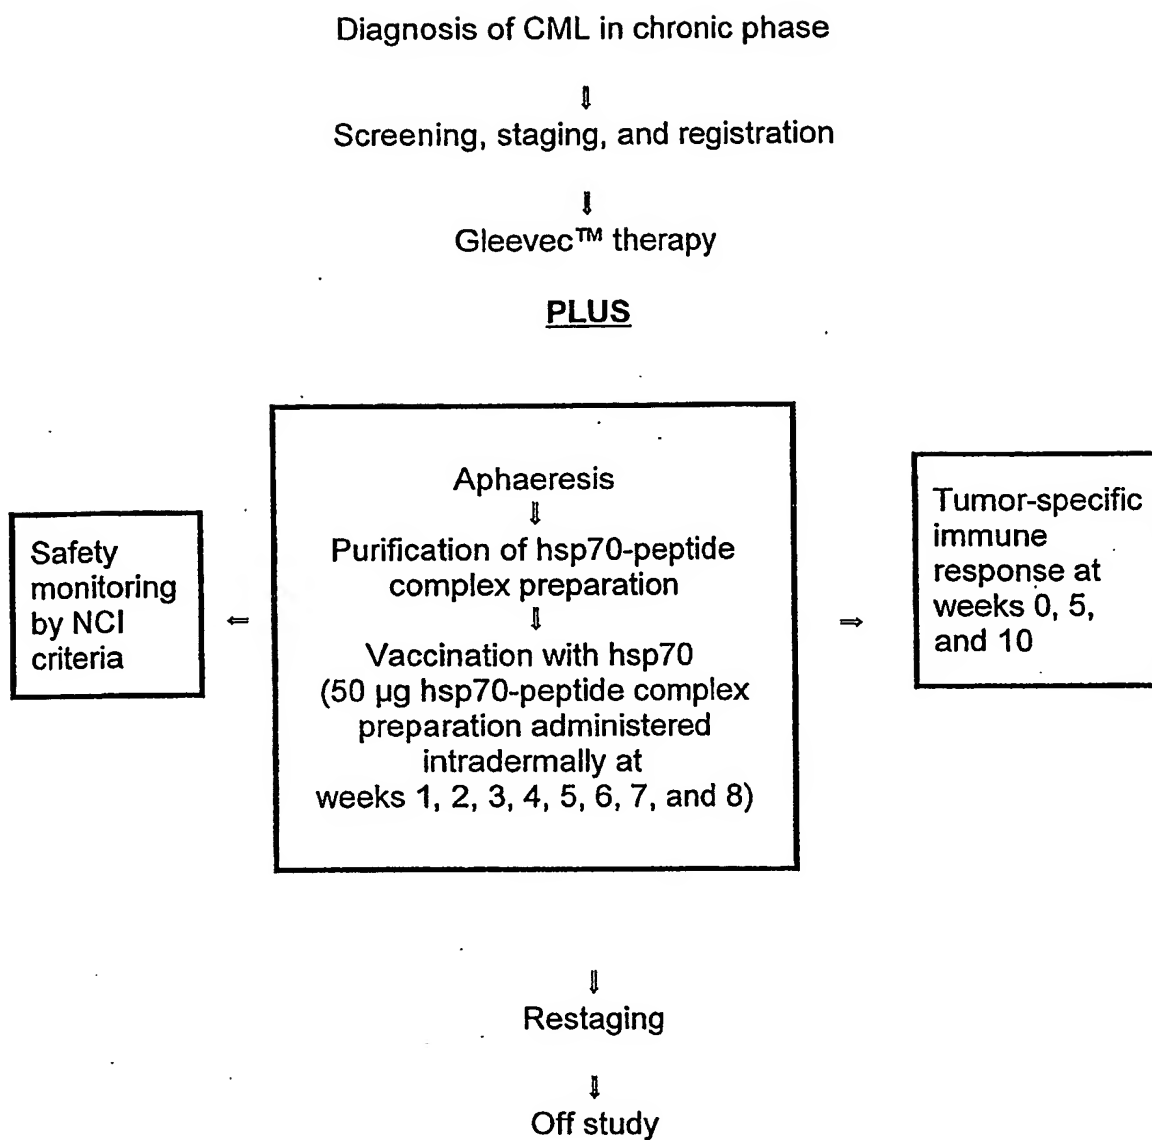 Diagnosis of CML in chronic phase
⇓
Screening, staging, and registration
⇓
Gleevec™ therapy
PLUS
Safety
monitoring
by NCI
criteria
⇐
Aphaeresis
⇓
Purification of hsp70-peptide
complex preparation
⇓
Vaccination with hsp70
(50 µg hsp70-peptide complex
preparation administered
intradermally at
weeks 1, 2, 3, 4, 5, 6, 7, and 8)
⇒
Tumor-specific
immune
response at
weeks 0, 5,
and 10
⇓
Restaging
⇓
Off study